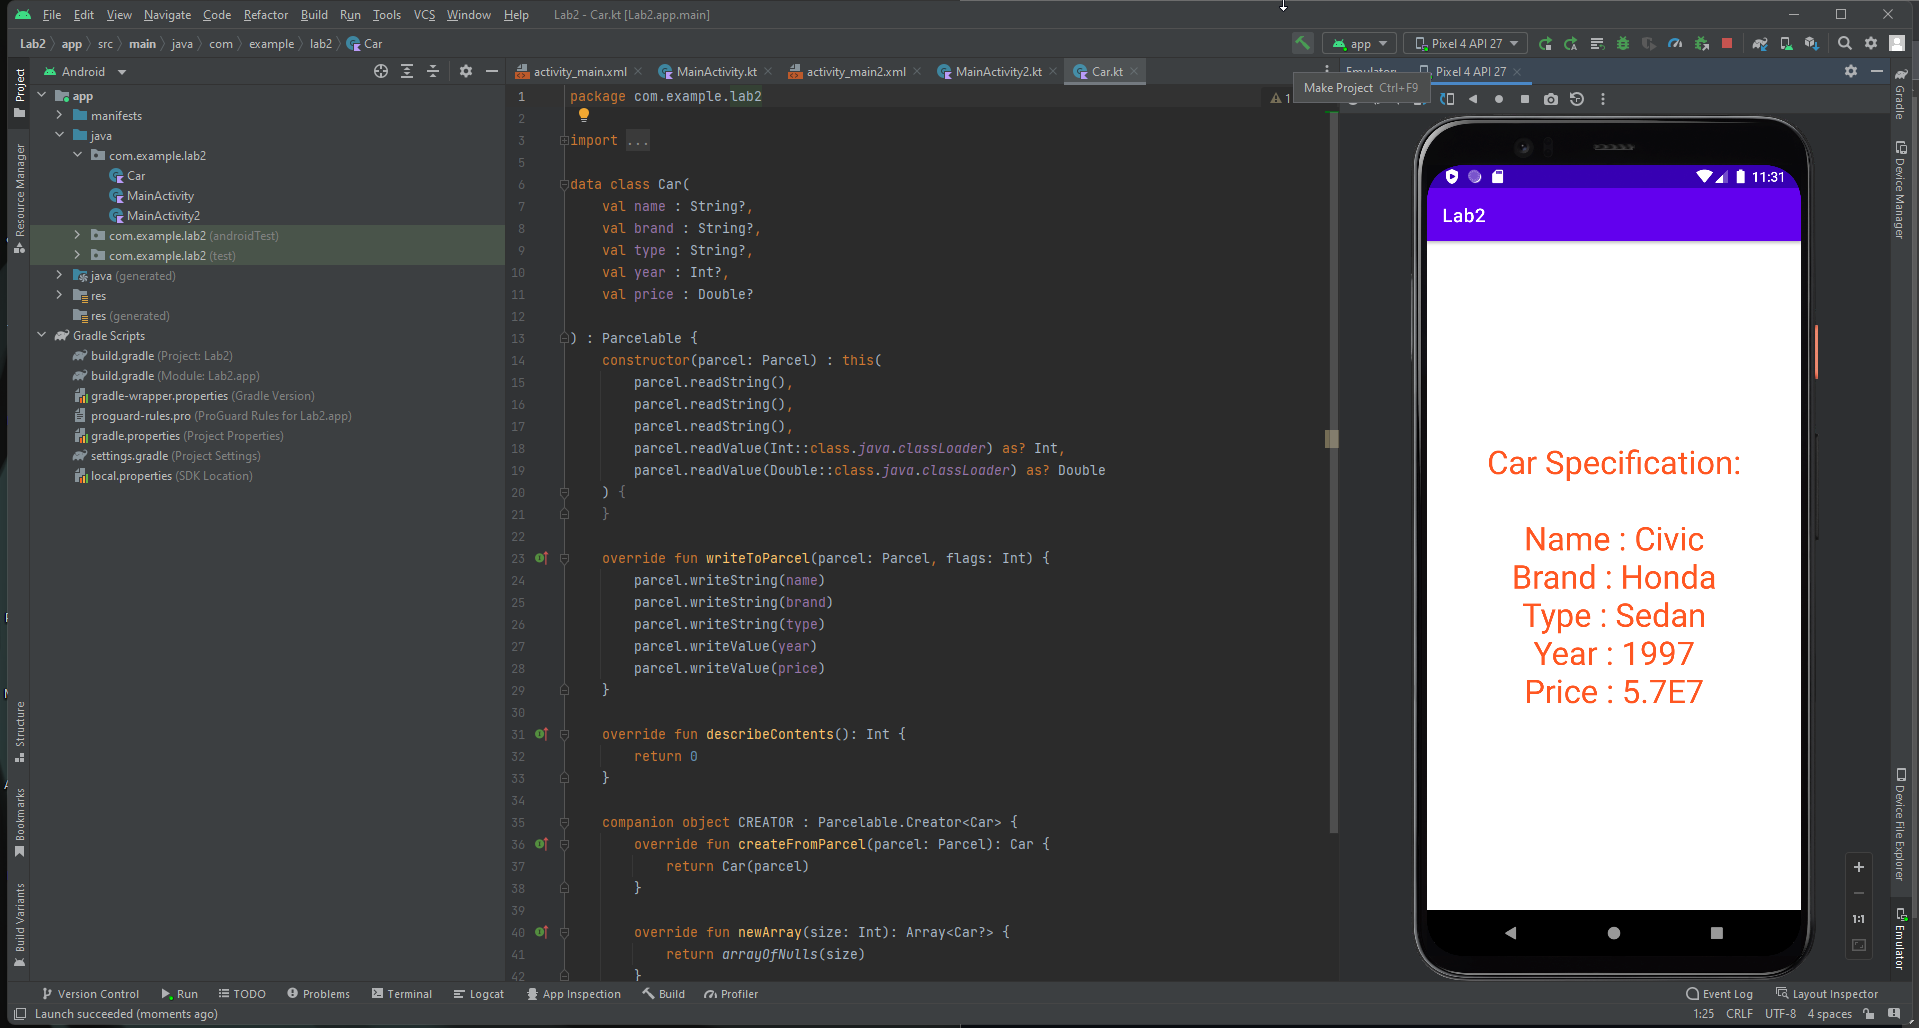 File Edit View Navigate Code Refactor Build Run Tools VCS Window Help Lab2 - Car.kt [Lab2.app.main]
Lab2 app src main java com example lab2 Car
app Pixel 4 API 27
Android
activity_main.xml MainActivity.kt activity_main2.xml MainActivity2.kt Car.kt
Emulator: Pixel 4 API 27
Make Project Ctrl+F9
Project
Resource Manager
Structure
Bookmarks
Build Variants
app
manifests
java
com.example.lab2
Car
MainActivity
MainActivity2
com.example.lab2 (androidTest)
com.example.lab2 (test)
java (generated)
res
res (generated)
Gradle Scripts
build.gradle (Project: Lab2)
build.gradle (Module: Lab2.app)
gradle-wrapper.properties (Gradle Version)
proguard-rules.pro (ProGuard Rules for Lab2.app)
gradle.properties (Project Properties)
settings.gradle (Project Settings)
local.properties (SDK Location)
1 package com.example.lab2 1
2
3 import ...
5
6 data class Car(
7 val name : String?,
8 val brand : String?,
9 val type : String?,
10 val year : Int?,
11 val price : Double?
12
13 ) : Parcelable {
14 constructor(parcel: Parcel) : this(
15 parcel.readString(),
16 parcel.readString(),
17 parcel.readString(),
18 parcel.readValue(Int::class.java.classLoader) as? Int,
19 parcel.readValue(Double::class.java.classLoader) as? Double
20 ) {
21 }
22
23 override fun writeToParcel(parcel: Parcel, flags: Int) {
24 parcel.writeString(name)
25 parcel.writeString(brand)
26 parcel.writeString(type)
27 parcel.writeValue(year)
28 parcel.writeValue(price)
29 }
30
31 override fun describeContents(): Int {
32 return 0
33 }
34
35 companion object CREATOR : Parcelable.Creator<Car> {
36 override fun createFromParcel(parcel: Parcel): Car {
37 return Car(parcel)
38 }
39
40 override fun newArray(size: Int): Array<Car?> {
41 return arrayOfNulls(size)
42 }
11:31
Lab2
Car Specification:
Name : Civic
Brand : Honda
Type : Sedan
Year : 1997
Price : 5.7E7
1:1
Gradle
Device Manager
Device File Explorer
Emulator
Version Control Run TODO Problems Terminal Logcat App Inspection Build Profiler Event Log Layout Inspector
Launch succeeded (moments ago) 1:25 CRLF UTF-8 4 spaces